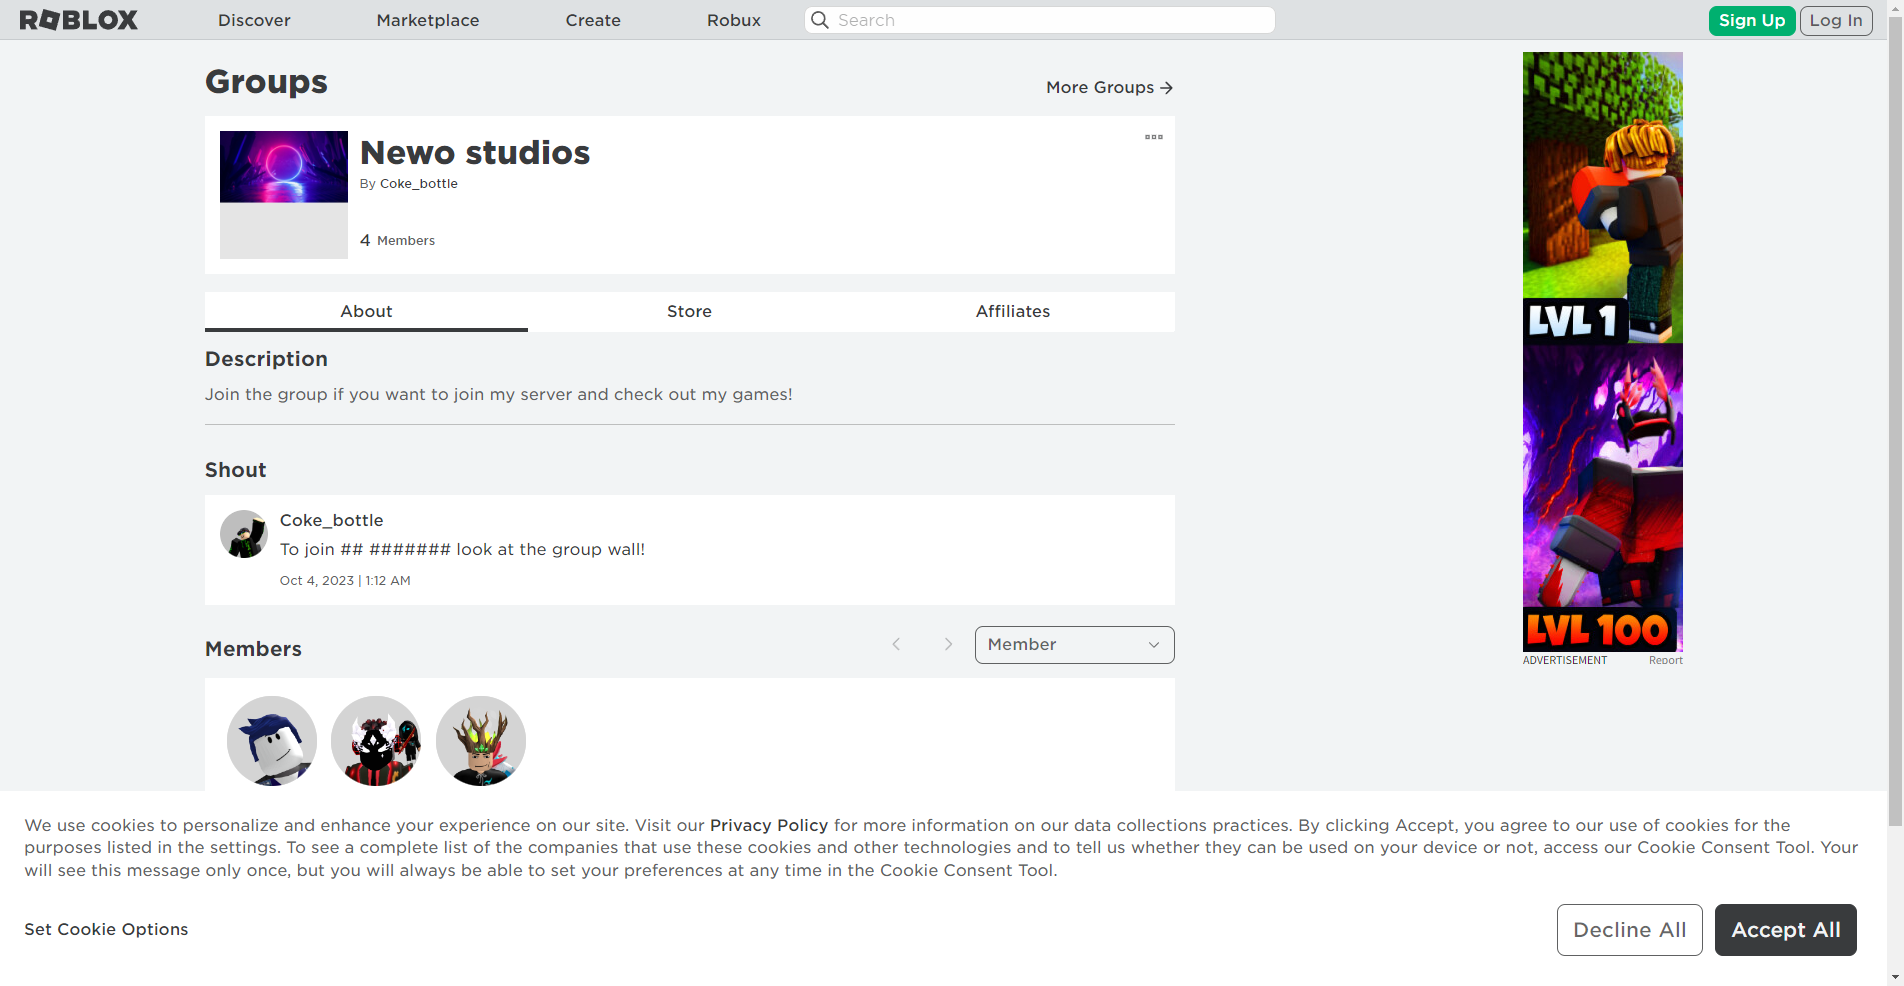 ROBLOX
Discover
Marketplace
Create
Robux
Search
Sign Up
Log In
Groups
More Groups
Newo studios
By Coke_bottle
4 Members
About
Store
Affiliates
Description
Join the group if you want to join my server and check out my games!
Shout
Coke_bottle
To join ## ####### look at the group wall!
Oct 4, 2023 | 1:12 AM
Members
Member
LVL 1
LVL 100
ADVERTISEMENT
Report
We use cookies to personalize and enhance your experience on our site. Visit our Privacy Policy for more information on our data collections practices. By clicking Accept, you agree to our use of cookies for the
purposes listed in the settings. To see a complete list of the companies that use these cookies and other technologies and to tell us whether they can be used on your device or not, access our Cookie Consent Tool. Your
will see this message only once, but you will always be able to set your preferences at any time in the Cookie Consent Tool.
Set Cookie Options
Decline All
Accept All